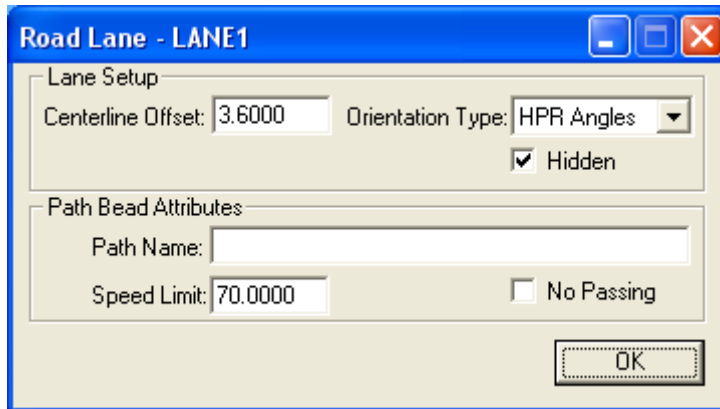 Road Lane - LANE1
Lane Setup
Centerline Offset: 3.6000 Orientation Type: HPR Angles
Hidden
Path Bead Attributes
Path Name:
Speed Limit: 70.0000 No Passing
OK